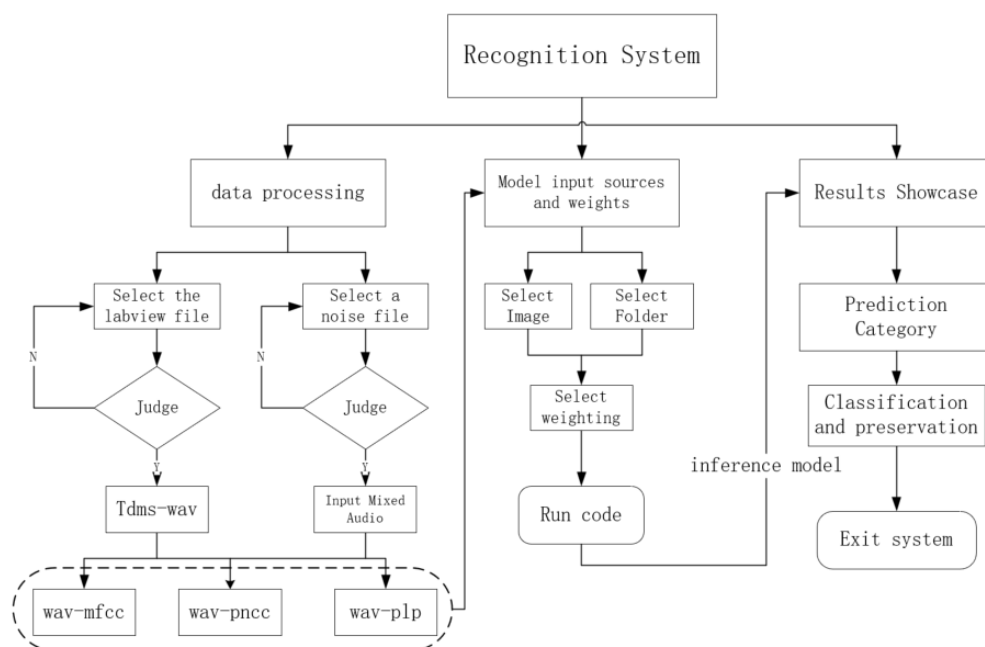 Recognition System
data processing
Model input sources
and weights
Results Showcase
Select the
labview file
Select a
noise file
Select
Image
Select
Folder
Prediction
Category
N
N
Judge
Judge
Select
weighting
Classification
and preservation
Y
Y
inference model
Tdms-wav
Input Mixed
Audio
Run code
Exit system
wav-mfcc
wav-pncc
wav-plp